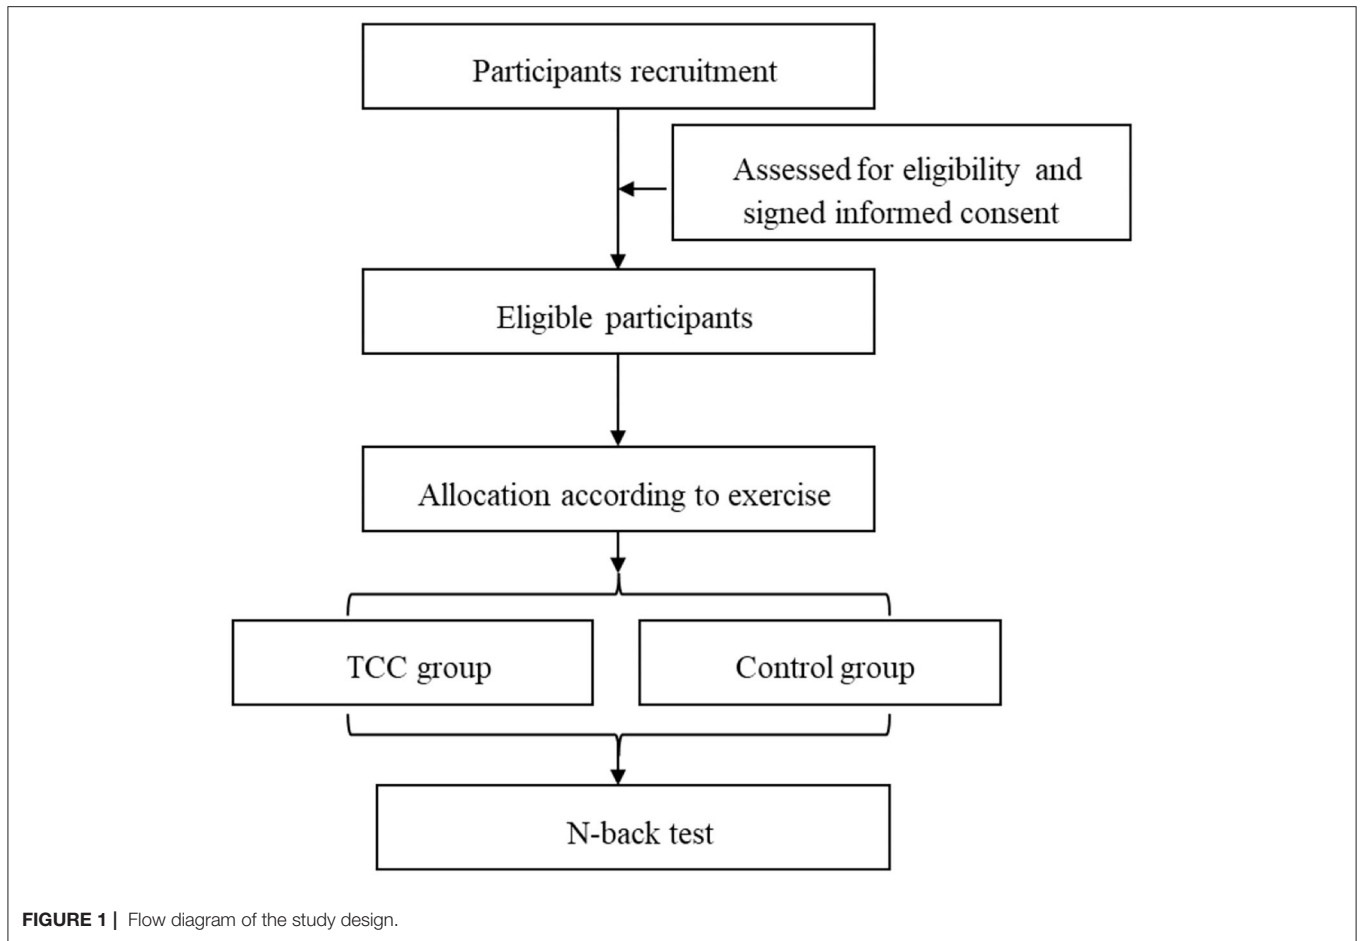 Participants recruitment
Assessed for eligibility and
signed informed consent
Eligible participants
Allocation according to exercise
TCC group
Control group
N-back test
FIGURE 1 | Flow diagram of the study design.